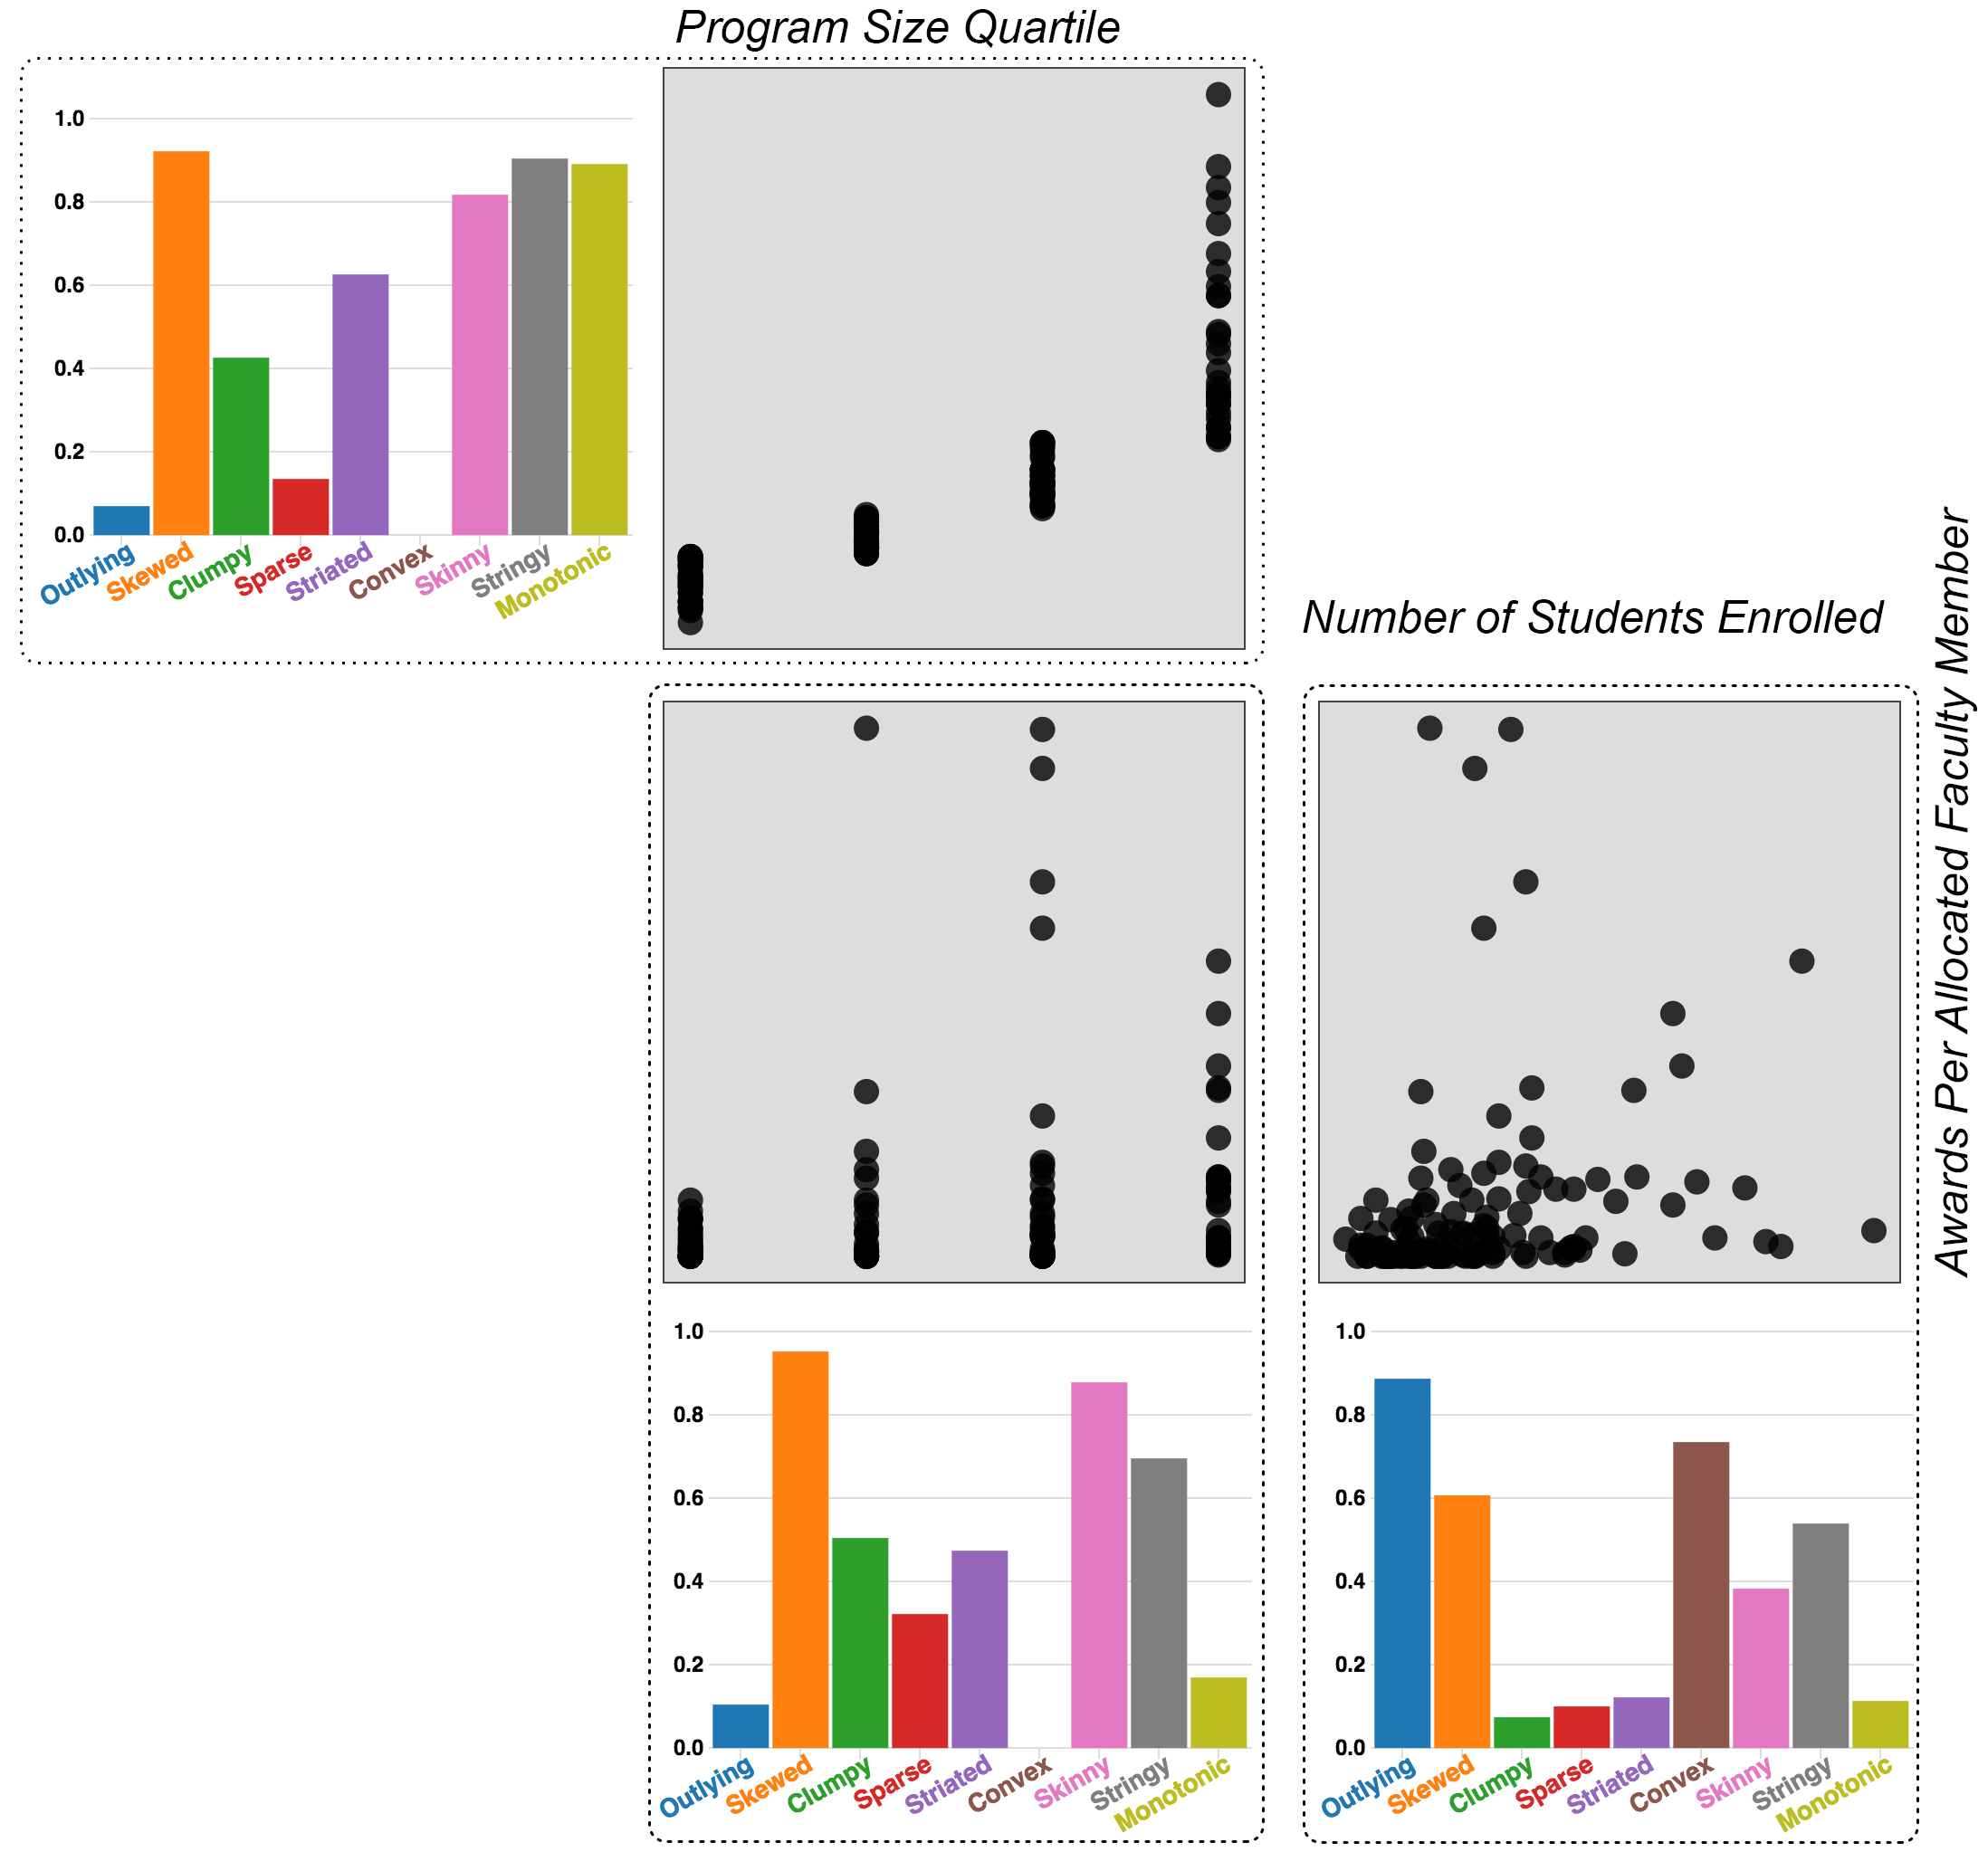 Program Size Quartile
1.0
0.8
0.6
0.4
0.2
0.0
Outlying
Skewed
Clumpy
Sparse
Striated
Convex
Skinny
Stringy
Monotonic
Number of Students Enrolled
Awards Per Allocated Faculty Member
1.0
0.8
0.6
0.4
0.2
0.0
Outlying
Skewed
Clumpy
Sparse
Striated
Convex
Skinny
Stringy
Monotonic
1.0
0.8
0.6
0.4
0.2
0.0
Outlying
Skewed
Clumpy
Sparse
Striated
Convex
Skinny
Stringy
Monotonic